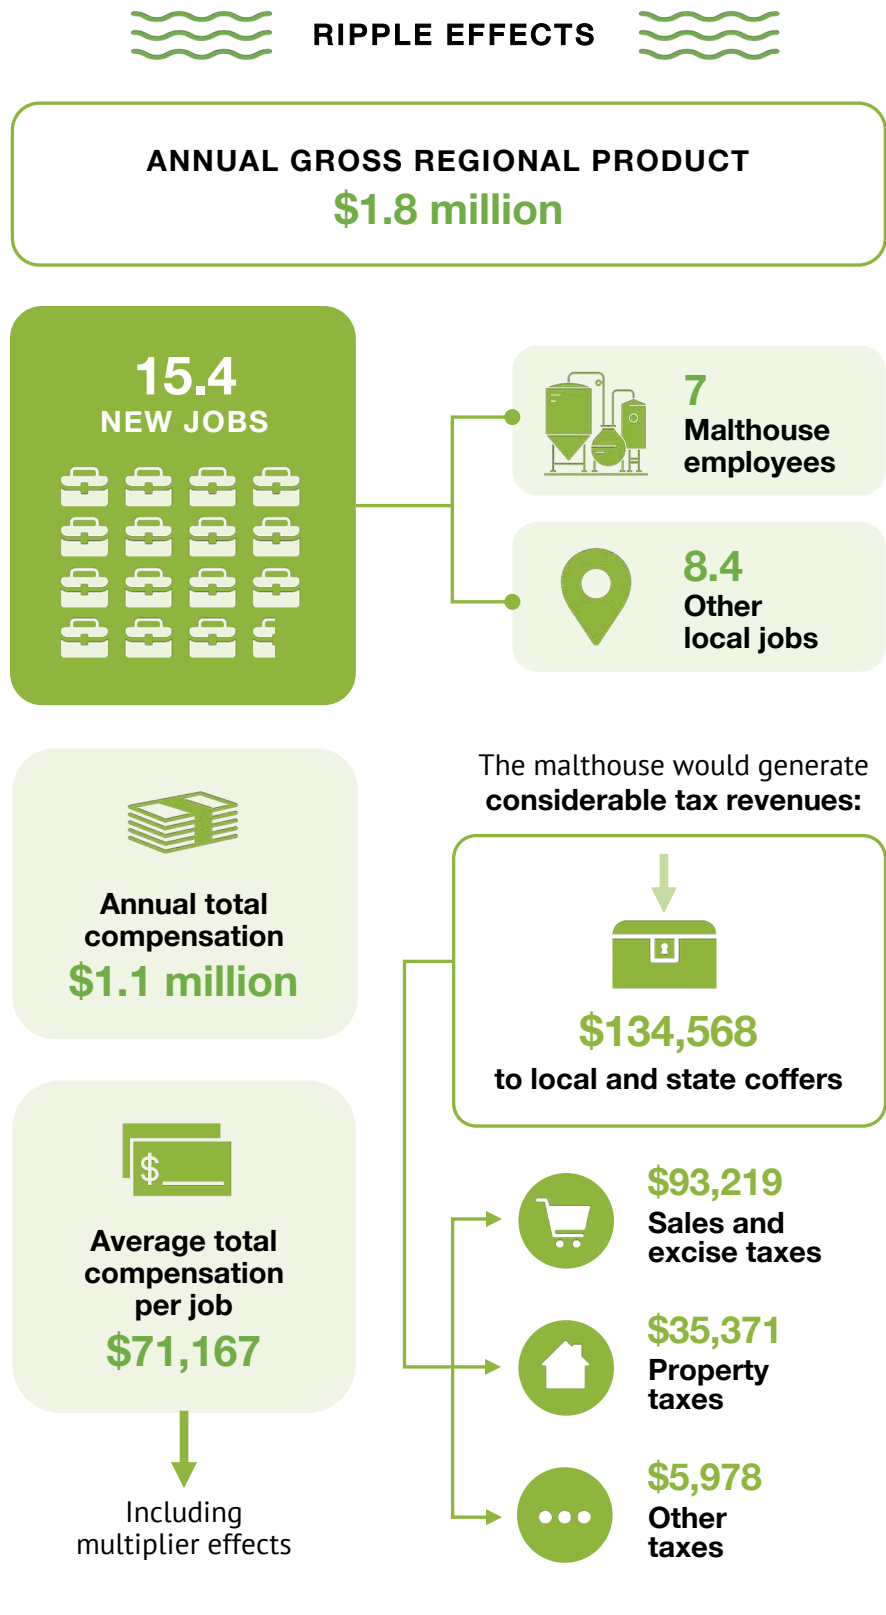 RIPPLE EFFECTS
ANNUAL GROSS REGIONAL PRODUCT
$1.8 million
15.4
NEW JOBS
7
Malthouse
employees
8.4
Other
local jobs
Annual total
compensation
$1.1 million
$
Average total
compensation
per job
$71,167
Including
multiplier effects
The malthouse would generate
considerable tax revenues:
$134,568
to local and state coffers
$93,219
Sales and
excise taxes
$35,371
Property
taxes
$5,978
Other
taxes